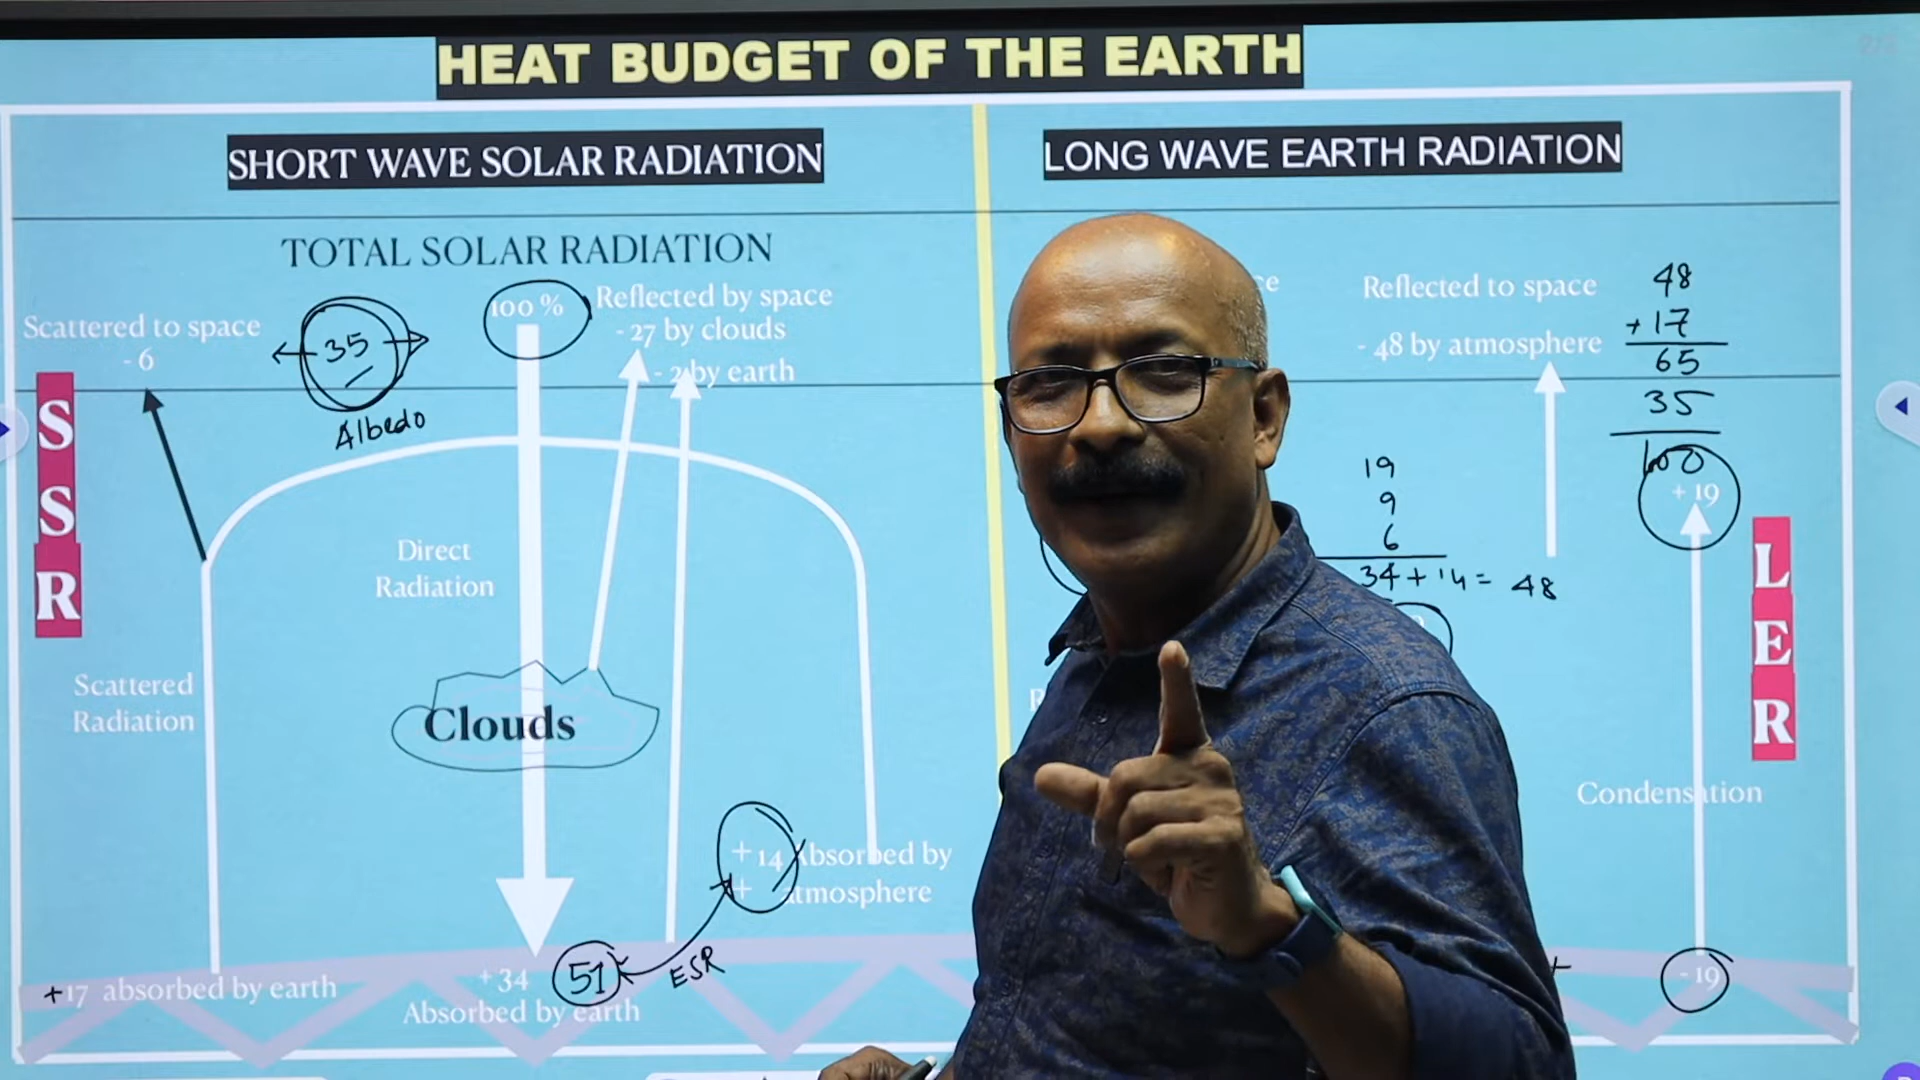 HEAT BUDGET OF THE EARTH
SHORT WAVE SOLAR RADIATION
LONG WAVE EARTH RADIATION
TOTAL SOLAR RADIATION
Scattered to space
- 6
35
Albedo
100 %
Reflected by space
- 27 by clouds
- 2 by earth
Reflected to space
- 48 by atmosphere
48
+17
65
35
100
+ 19
S
S
R
Direct
Radiation
Scattered
Radiation
Clouds
+ 14 Absorbed by
+ atmosphere
+17 absorbed by earth
+ 34
Absorbed by earth
51
ESR
19
9
6
34 + 14 = 48
L
E
R
Condensation
- 19